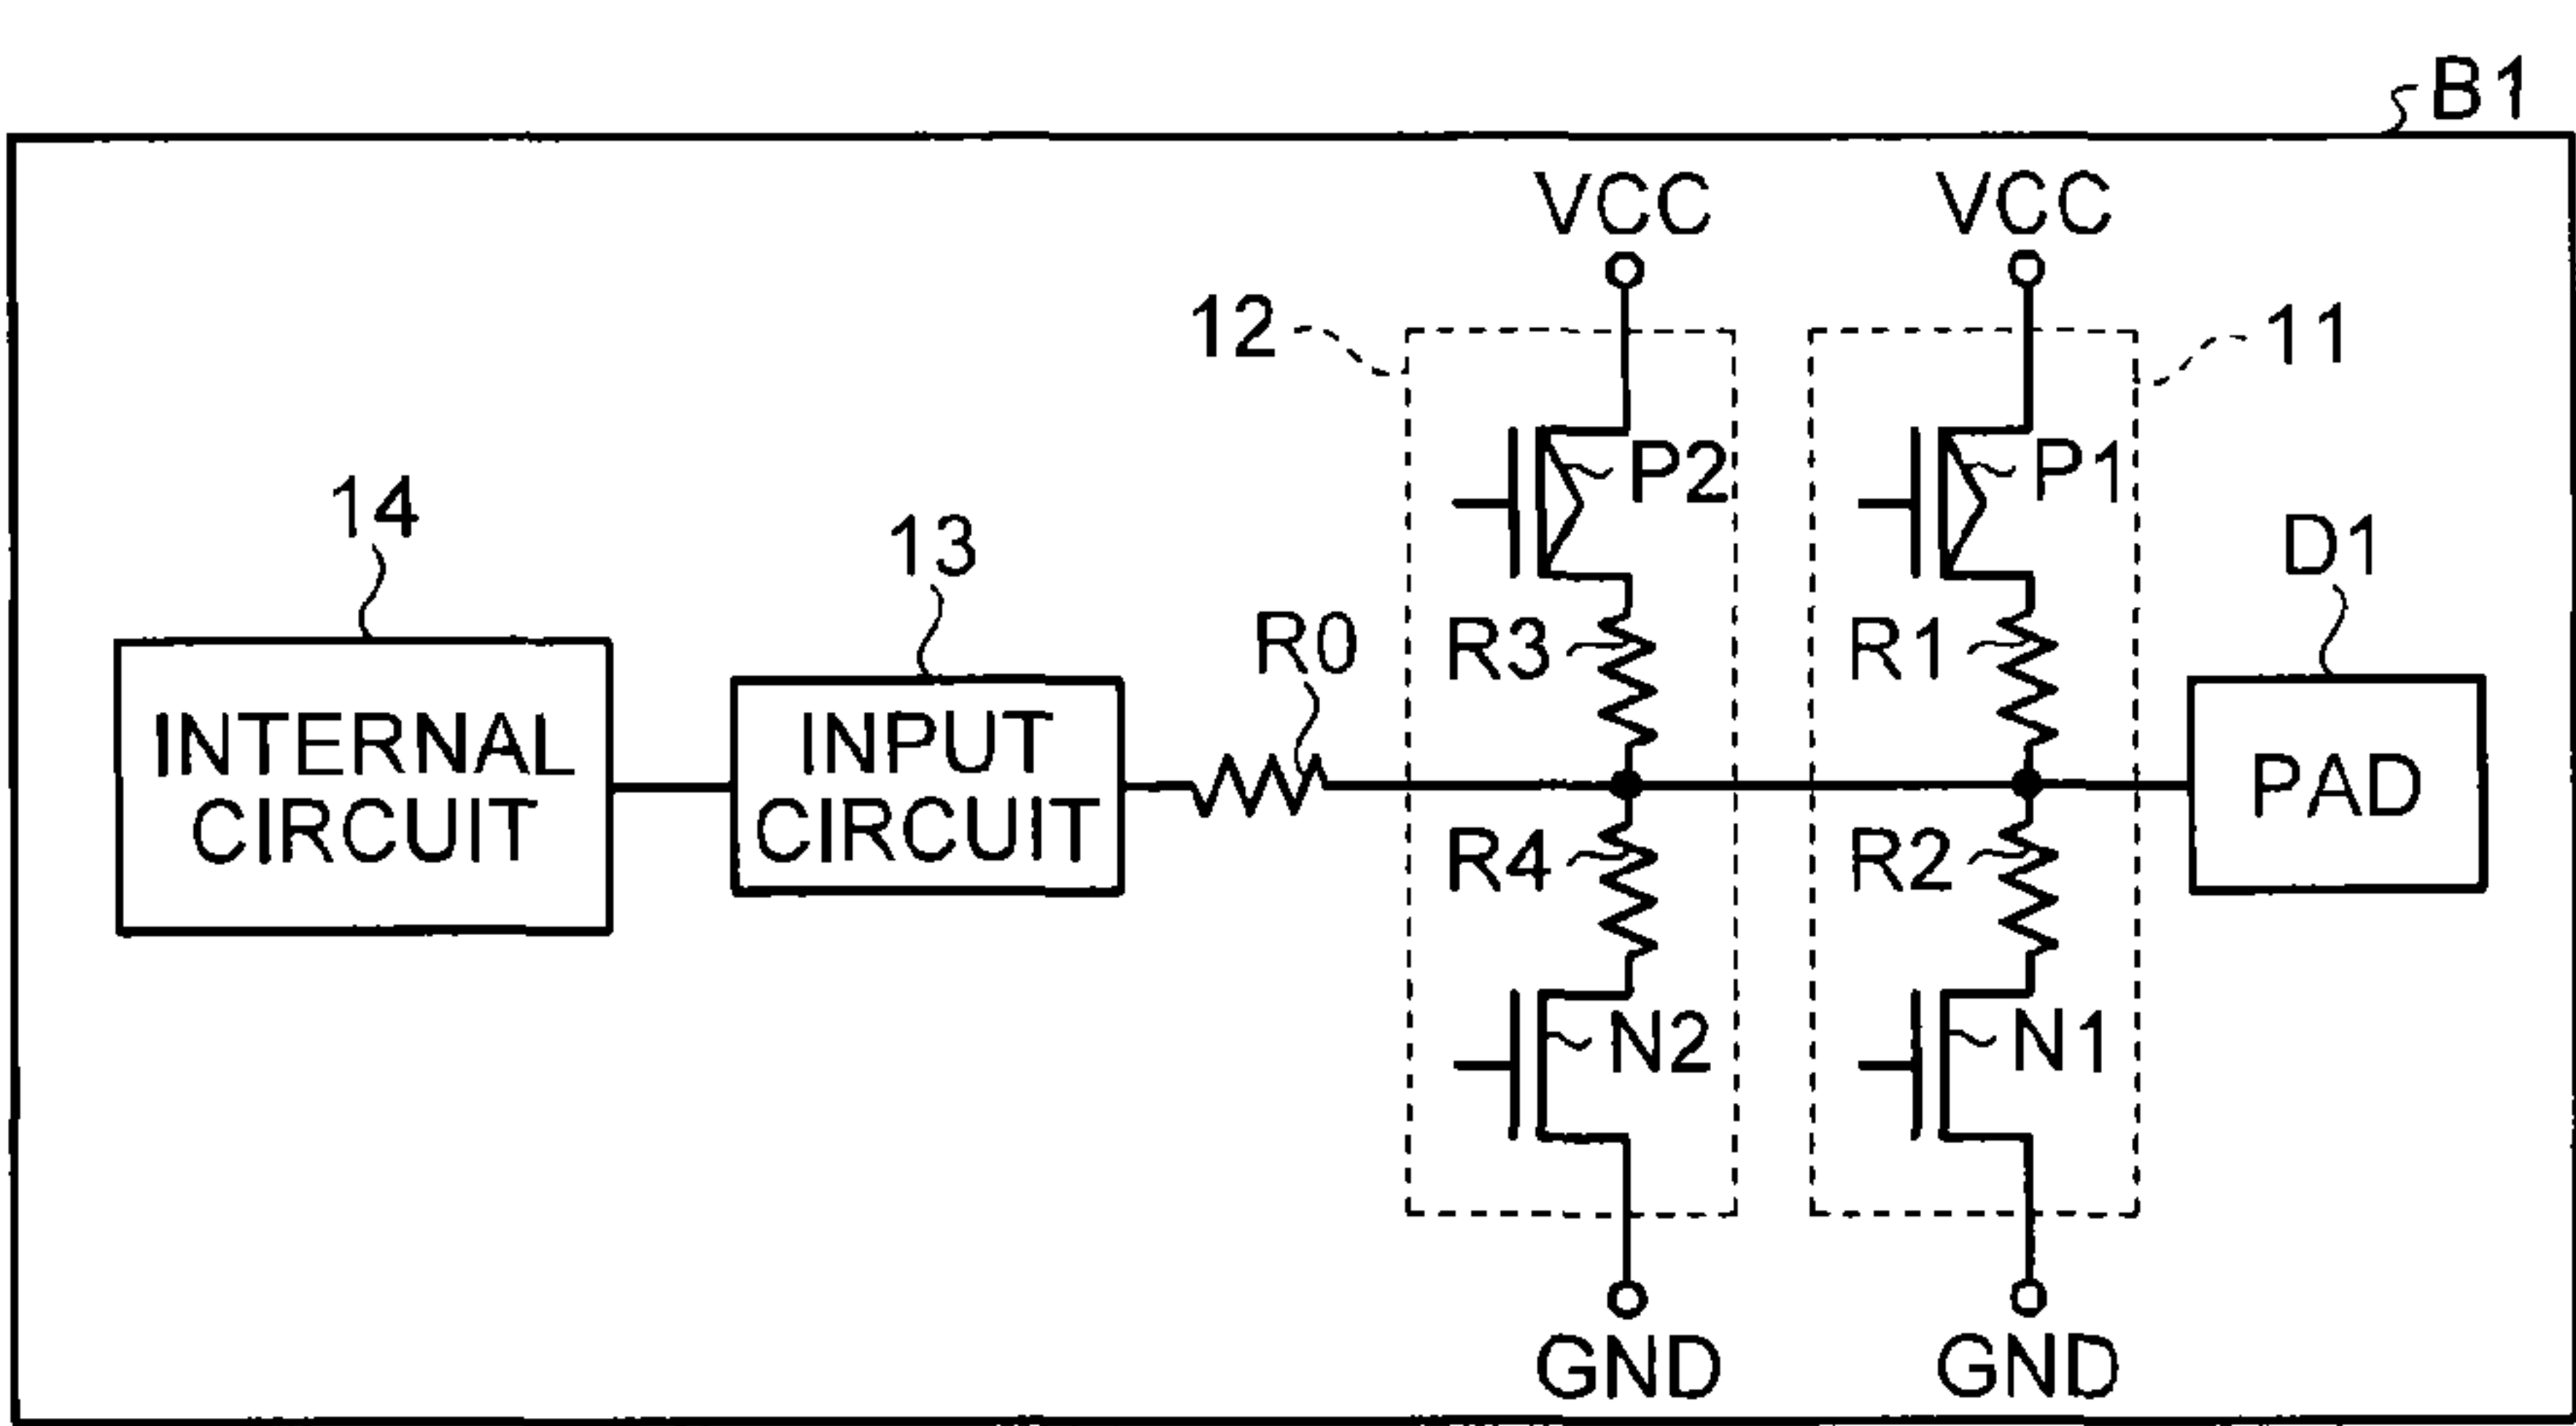 B1
VCC
VCC
12
11
P2
P1
14
13
D1
R0
R3
R1
INTERNAL
CIRCUIT
INPUT
CIRCUIT
PAD
R4
R2
N2
N1
GND
GND